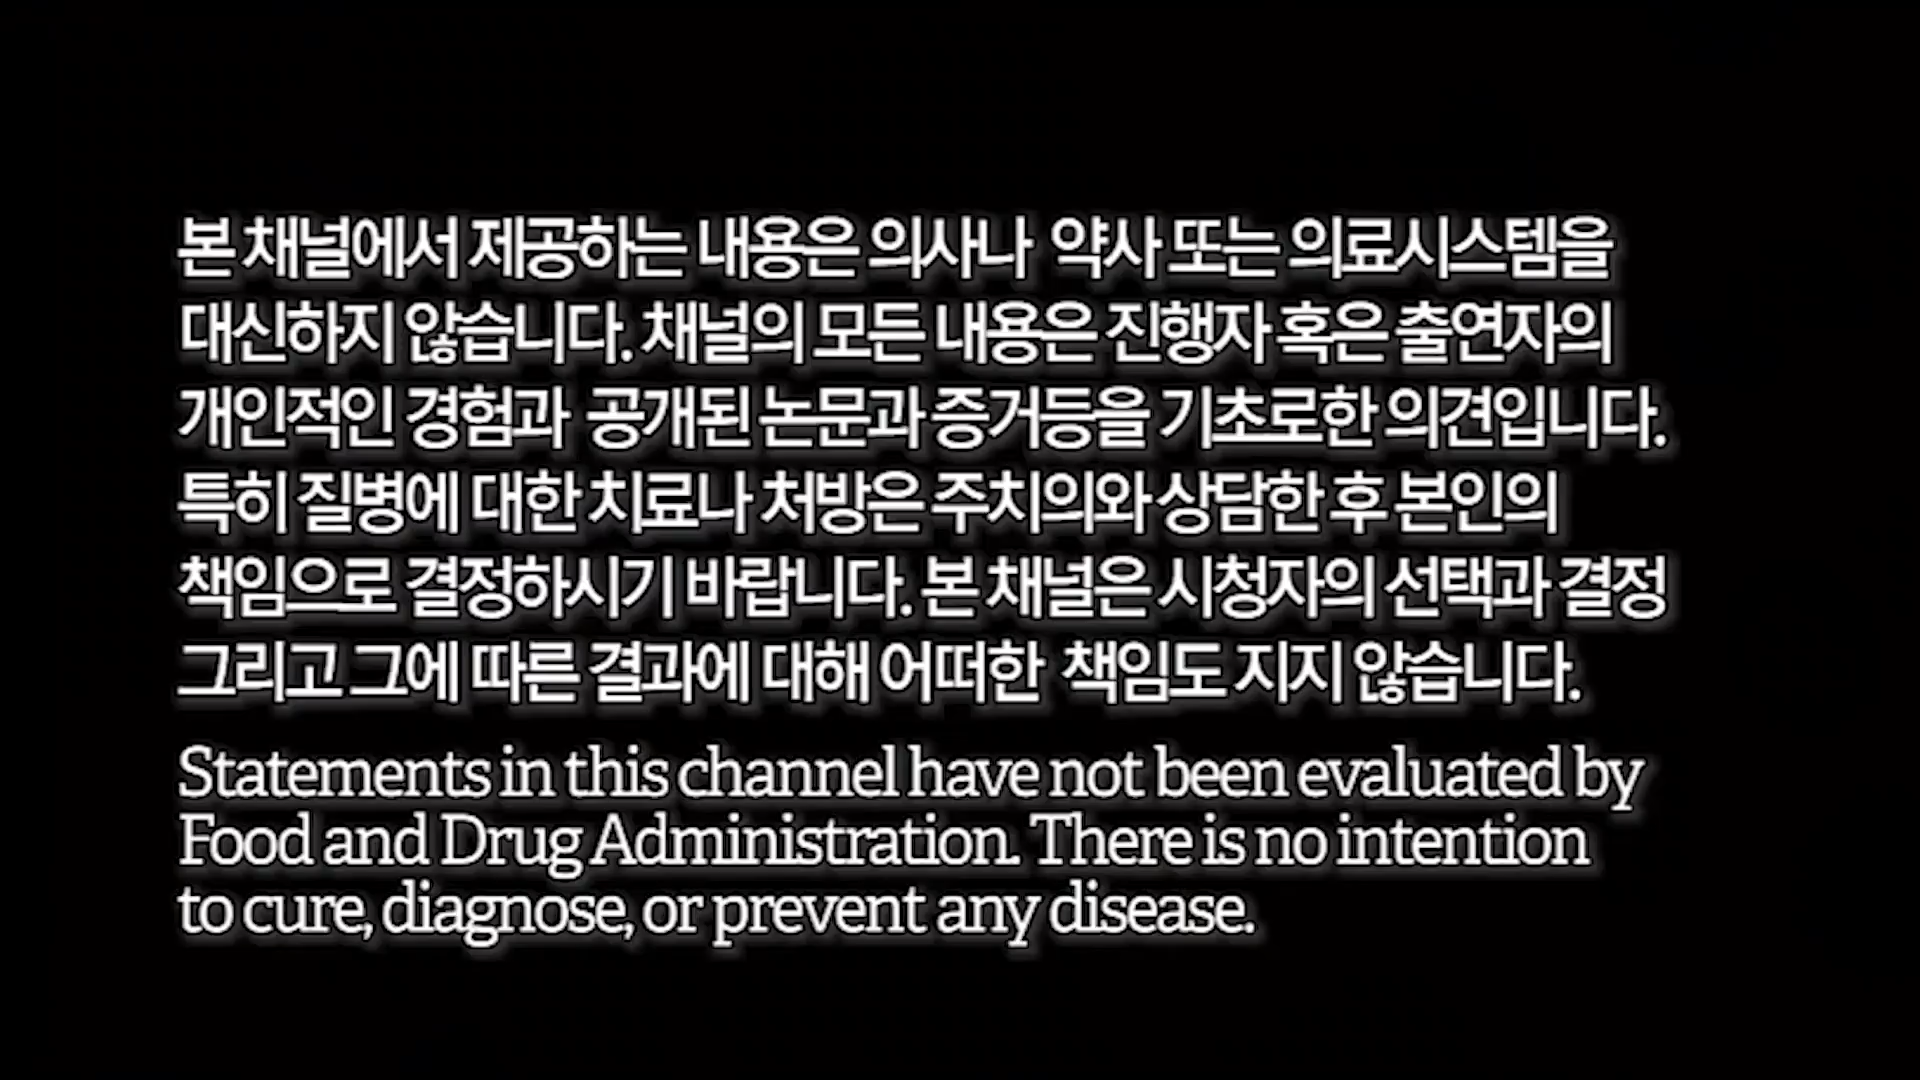 본 채널에서 제공하는 내용은 의사나 약사 또는 의료시스템을
대신하지 않습니다. 채널의 모든 내용은 진행자 혹은 출연자의
개인적인 경험과 공개된 논문과 증거등을 기초로한 의견입니다.
특히 질병에 대한 치료나 처방은 주치의와 상담한 후 본인의
책임으로 결정하시기 바랍니다. 본 채널은 시청자의 선택과 결정
그리고 그에 따른 결과에 대해 어떠한 책임도 지지 않습니다.
Statements in this channel have not been evaluated by
Food and Drug Administration. There is no intention
to cure, diagnose, or prevent any disease.